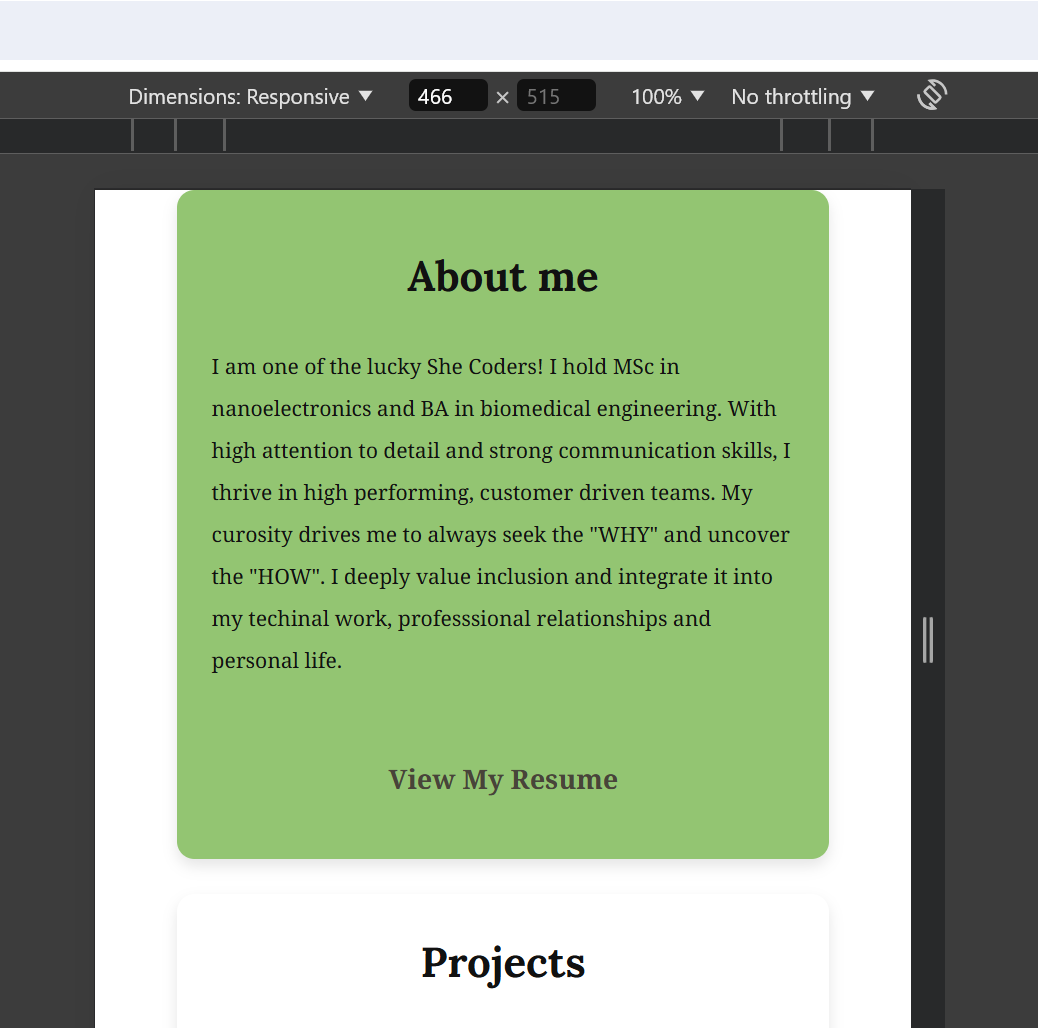 Dimensions: Responsive ▼ 466 × 515 100% ▼ No throttling ▼
About me
I am one of the lucky She Coders! I hold MSc in
nanoelectronics and BA in biomedical engineering. With
high attention to detail and strong communication skills, I
thrive in high performing, customer driven teams. My
curosity drives me to always seek the "WHY" and uncover
the "HOW". I deeply value inclusion and integrate it into
my techinal work, professsional relationships and
personal life.
View My Resume
Projects